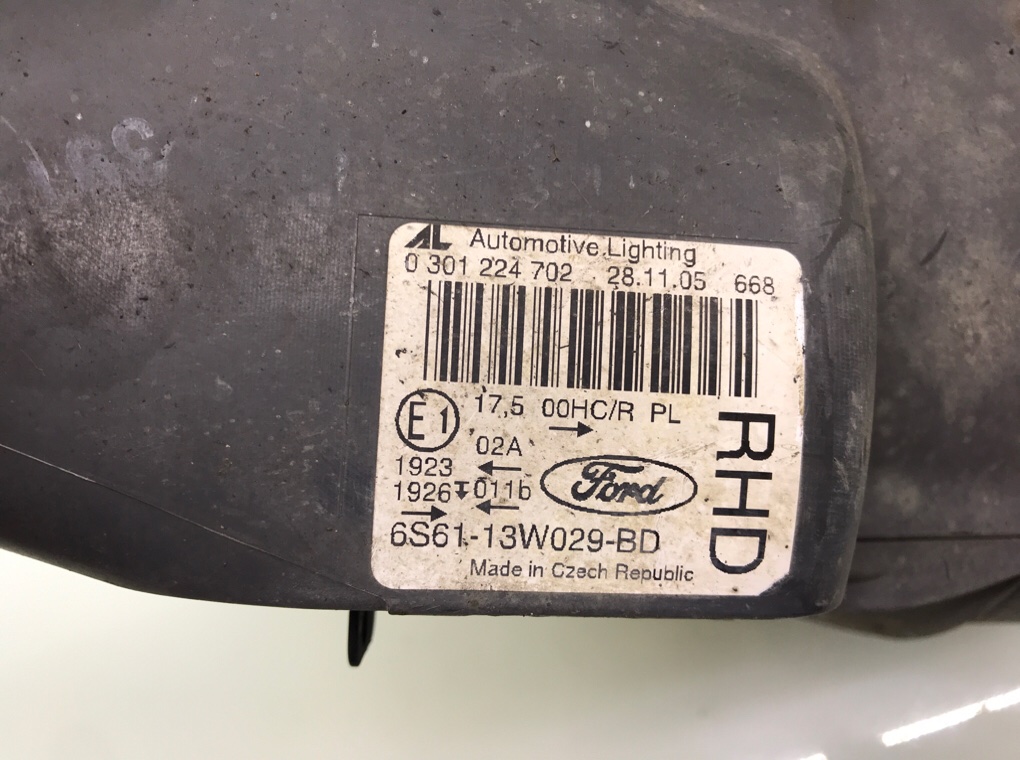 AL Automotive Lighting
0 301 224 702 28.11.05 668
E1 17,5 00HC/R PL
→
02A
1923 ←
1926 011b
→ ←
Ford
6S61-13W029-BD
Made in Czech Republic
RHD